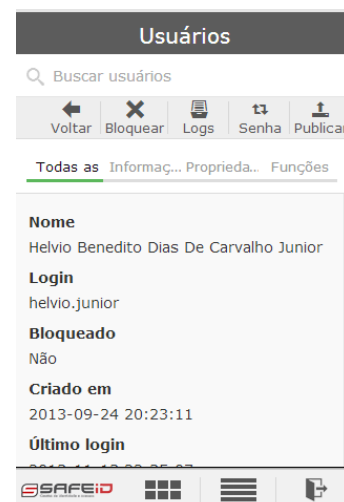 Usuários
Buscar usuários
Voltar Bloquear Logs Senha Publicar
Todas as Informaç... Proprieda... Funções
Nome
Helvio Benedito Dias De Carvalho Junior
Login
helvio.junior
Bloqueado
Não
Criado em
2013-09-24 20:23:11
Último login
SAFEiD